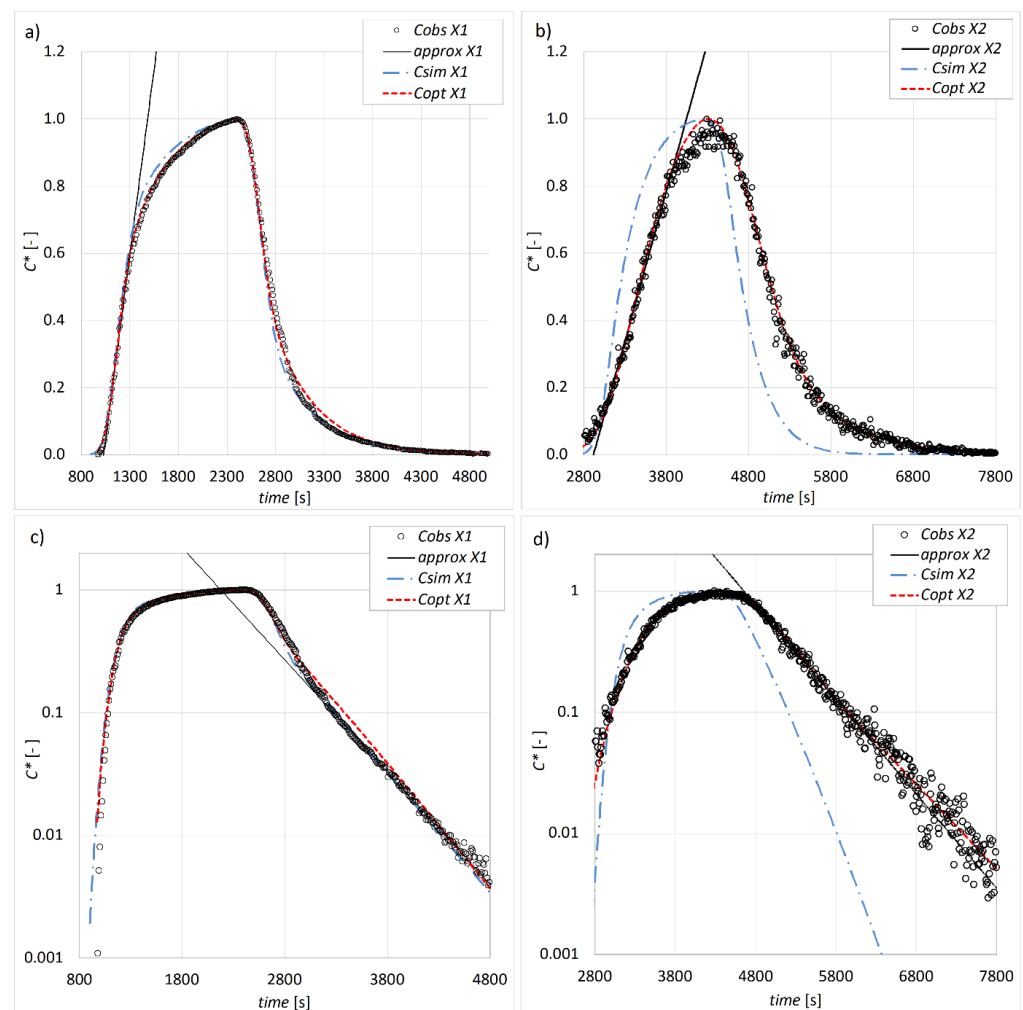 a)
Cobs X1
approx X1
Csim X1
Copt X1
1.2
1.0
0.8
0.6
0.4
0.2
0.0
C* [-]
800 1300 1800 2300 2800 3300 3800 4300 4800
time [s]
b)
Cobs X2
approx X2
Csim X2
Copt X2
1.2
1.0
0.8
0.6
0.4
0.2
0.0
C* [-]
2800 3800 4800 5800 6800 7800
time [s]
c)
Cobs X1
approx X1
Csim X1
Copt X1
1
0.1
0.01
0.001
C* [-]
800 1800 2800 3800 4800
time [s]
d)
Cobs X2
approx X2
Csim X2
Copt X2
1
0.1
0.01
0.001
C* [-]
2800 3800 4800 5800 6800 7800
time [s]